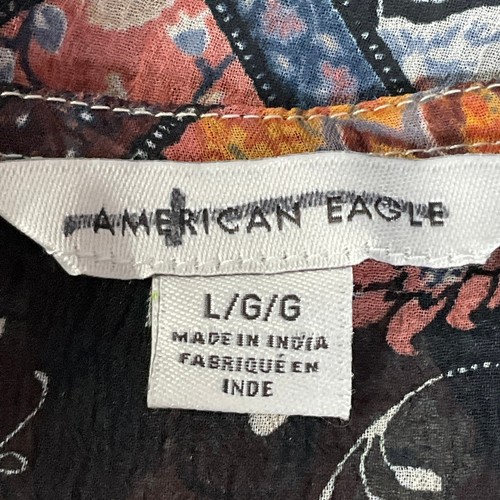 AMERICAN EAGLE
L/G/G
MADE IN INDIA
FABRIQUÉ EN
INDE